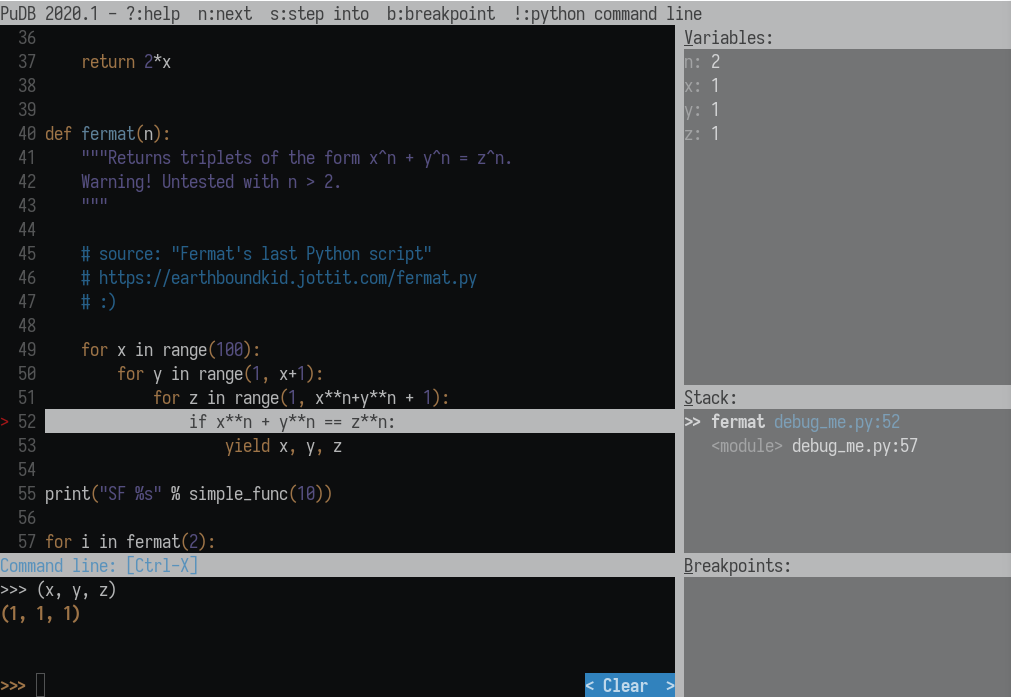 PuDB 2020.1 - ?:help  n:next  s:step into  b:breakpoint  !:python command line
36
37     return 2*x
38
39
40 def fermat(n):
41     """Returns triplets of the form x^n + y^n = z^n.
42     Warning! Untested with n > 2.
43     """
44
45     # source: "Fermat's last Python script"
46     # https://earthboundkid.jottit.com/fermat.py
47     # :)
48
49     for x in range(100):
50         for y in range(1, x+1):
51             for z in range(1, x**n+y**n + 1):
> 52                 if x**n + y**n == z**n:
53                     yield x, y, z
54
55 print("SF %s" % simple_func(10))
56
57 for i in fermat(2):
Command line: [Ctrl-X]
>>> (x, y, z)
(1, 1, 1)
>>>
< Clear  >
Variables:
n: 2
x: 1
y: 1
z: 1
Stack:
>> fermat debug_me.py:52
<module> debug_me.py:57
Breakpoints: